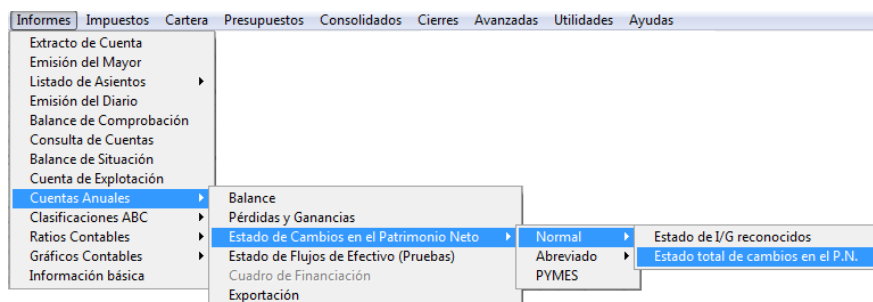 Informes Impuestos Cartera Presupuestos Consolidados Cierres Avanzadas Utilidades Ayudas
Extracto de Cuenta
Emisión del Mayor
Listado de Asientos
Emisión del Diario
Balance de Comprobación
Consulta de Cuentas
Balance de Situación
Cuenta de Explotación
Cuentas Anuales
Clasificaciones ABC
Ratios Contables
Gráficos Contables
Información básica
Balance
Pérdidas y Ganancias
Estado de Cambios en el Patrimonio Neto
Estado de Flujos de Efectivo (Pruebas)
Cuadro de Financiación
Exportación
Normal
Abreviado
PYMES
Estado de I/G reconocidos
Estado total de cambios en el P.N.